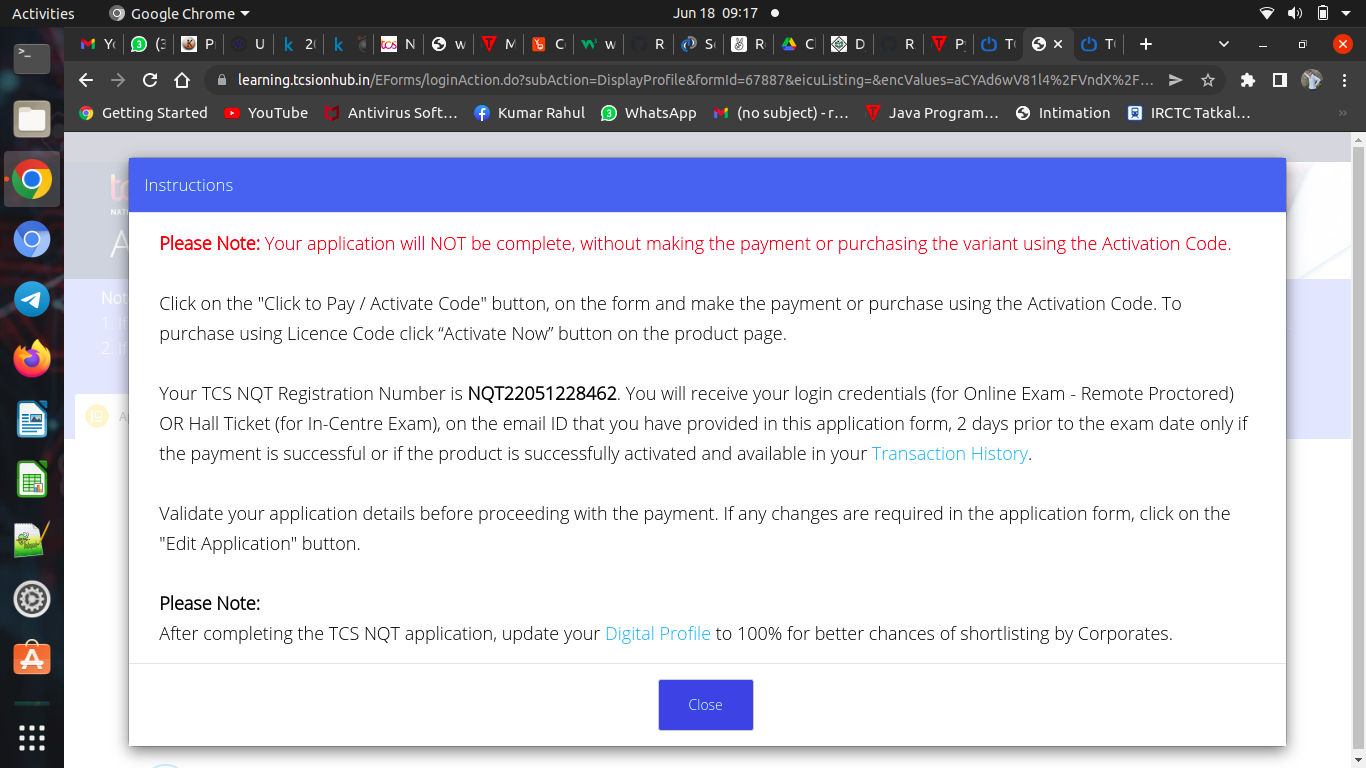 Activities
Google Chrome
Jun 18 09:17
learning.tcsionhub.in/EForms/loginAction.do?subAction=DisplayProfile&formId=67887&eicuListing=&encValues=aCYAd6wV81l4%2FVndX%2F...
Getting Started
YouTube
Antivirus Soft...
Kumar Rahul
WhatsApp
(no subject) - r...
Java Program...
Intimation
IRCTC Tatkal...
Instructions
Please Note: Your application will NOT be complete, without making the payment or purchasing the variant using the Activation Code.
Click on the "Click to Pay / Activate Code" button, on the form and make the payment or purchase using the Activation Code. To
purchase using Licence Code click “Activate Now” button on the product page.
Your TCS NQT Registration Number is NQT22051228462. You will receive your login credentials (for Online Exam - Remote Proctored)
OR Hall Ticket (for In-Centre Exam), on the email ID that you have provided in this application form, 2 days prior to the exam date only if
the payment is successful or if the product is successfully activated and available in your Transaction History.
Validate your application details before proceeding with the payment. If any changes are required in the application form, click on the
"Edit Application" button.
Please Note:
After completing the TCS NQT application, update your Digital Profile to 100% for better chances of shortlisting by Corporates.
Close